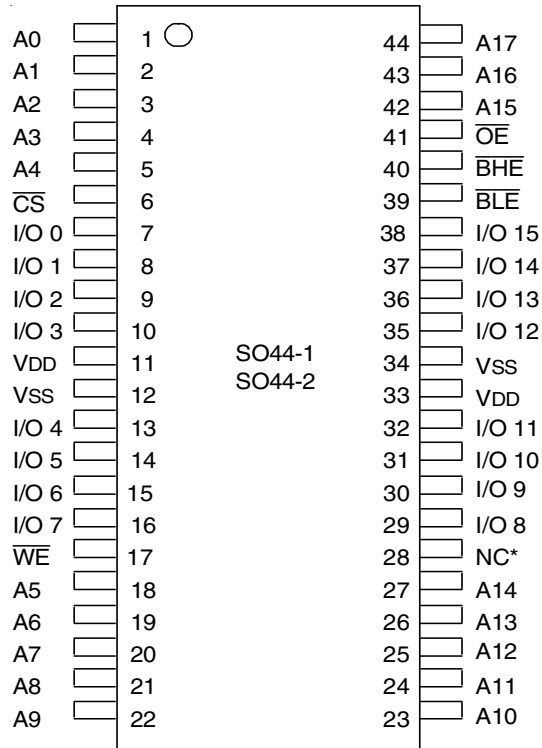 A0 1 44 A17
A1 2 43 A16
A2 3 42 A15
A3 4 41 OE
A4 5 40 BHE
CS 6 39 BLE
I/O 0 7 38 I/O 15
I/O 1 8 37 I/O 14
I/O 2 9 36 I/O 13
I/O 3 10 35 I/O 12
VDD 11 SO44-1 34 VSS
VSS 12 SO44-2 33 VDD
I/O 4 13 32 I/O 11
I/O 5 14 31 I/O 10
I/O 6 15 30 I/O 9
I/O 7 16 29 I/O 8
WE 17 28 NC*
A5 18 27 A14
A6 19 26 A13
A7 20 25 A12
A8 21 24 A11
A9 22 23 A10